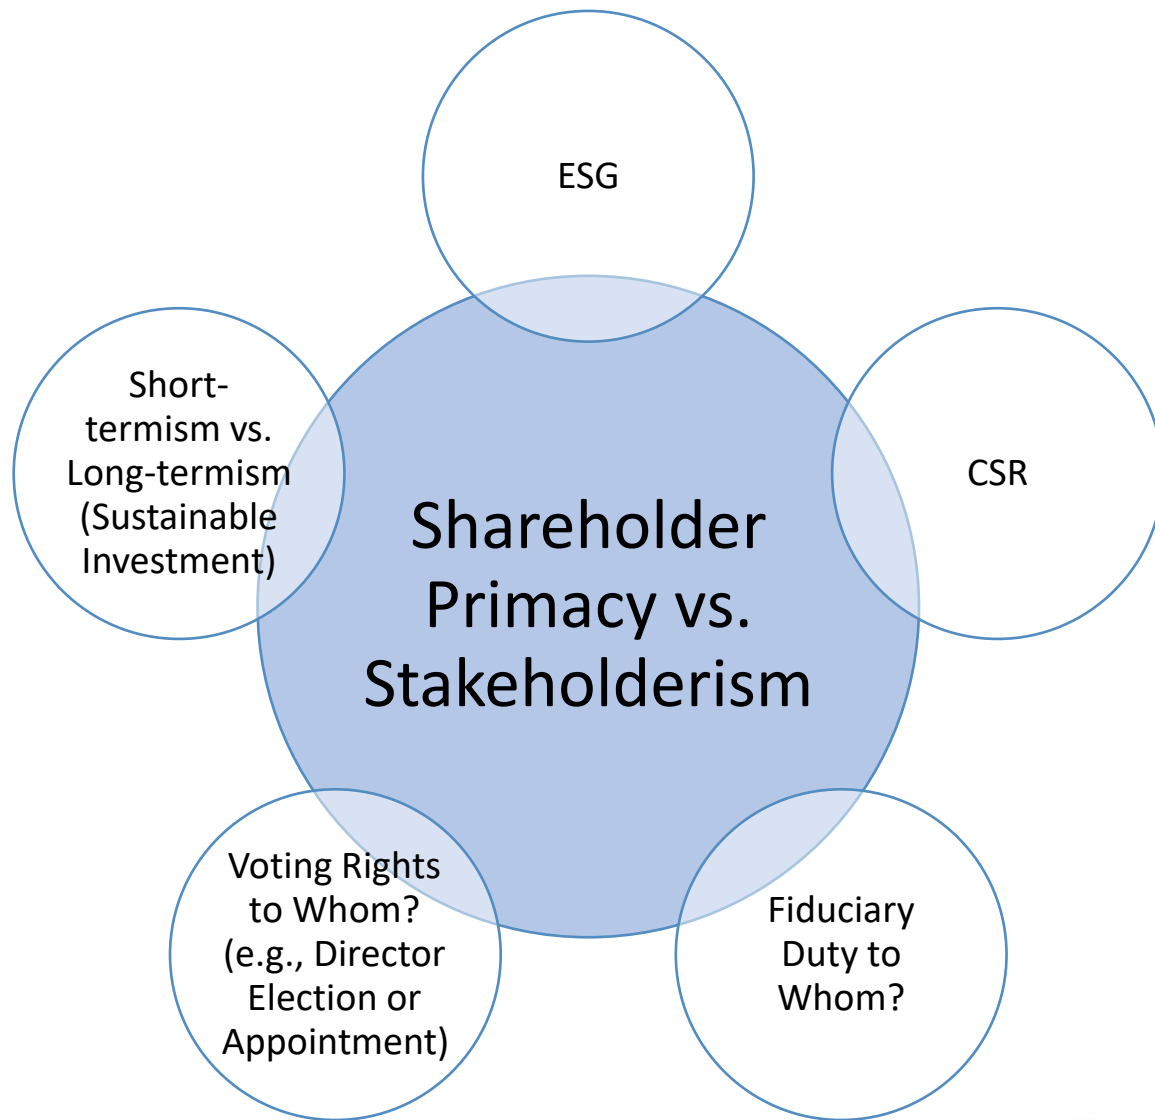 ESG
Short-
termism vs.
Long-termism
(Sustainable
Investment)
CSR
Shareholder
Primacy vs.
Stakeholderism
Voting Rights
to Whom?
(e.g., Director
Election or
Appointment)
Fiduciary
Duty to
Whom?